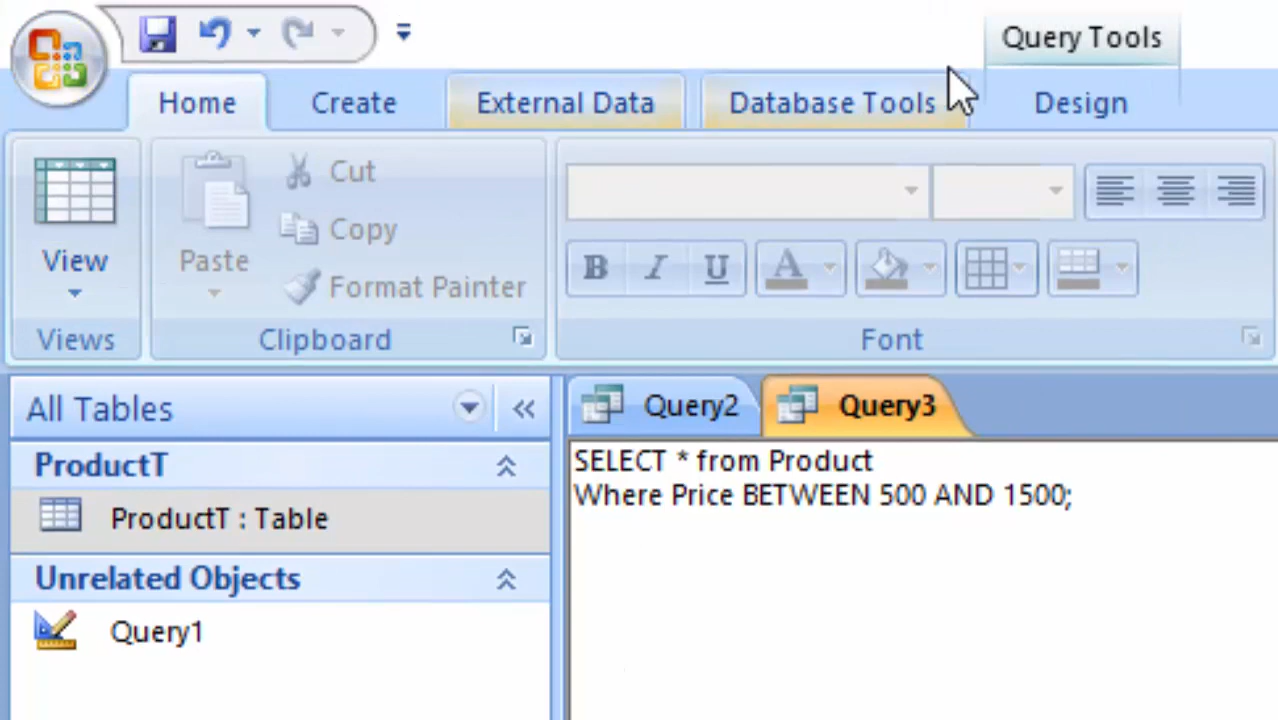 Query Tools
Home Create External Data Database Tools Design
View
Views
Paste
Cut
Copy
Format Painter
Clipboard
B I U A
Font
All Tables
ProductT
ProductT : Table
Unrelated Objects
Query1
Query2 Query3
SELECT * from Product
Where Price BETWEEN 500 AND 1500;